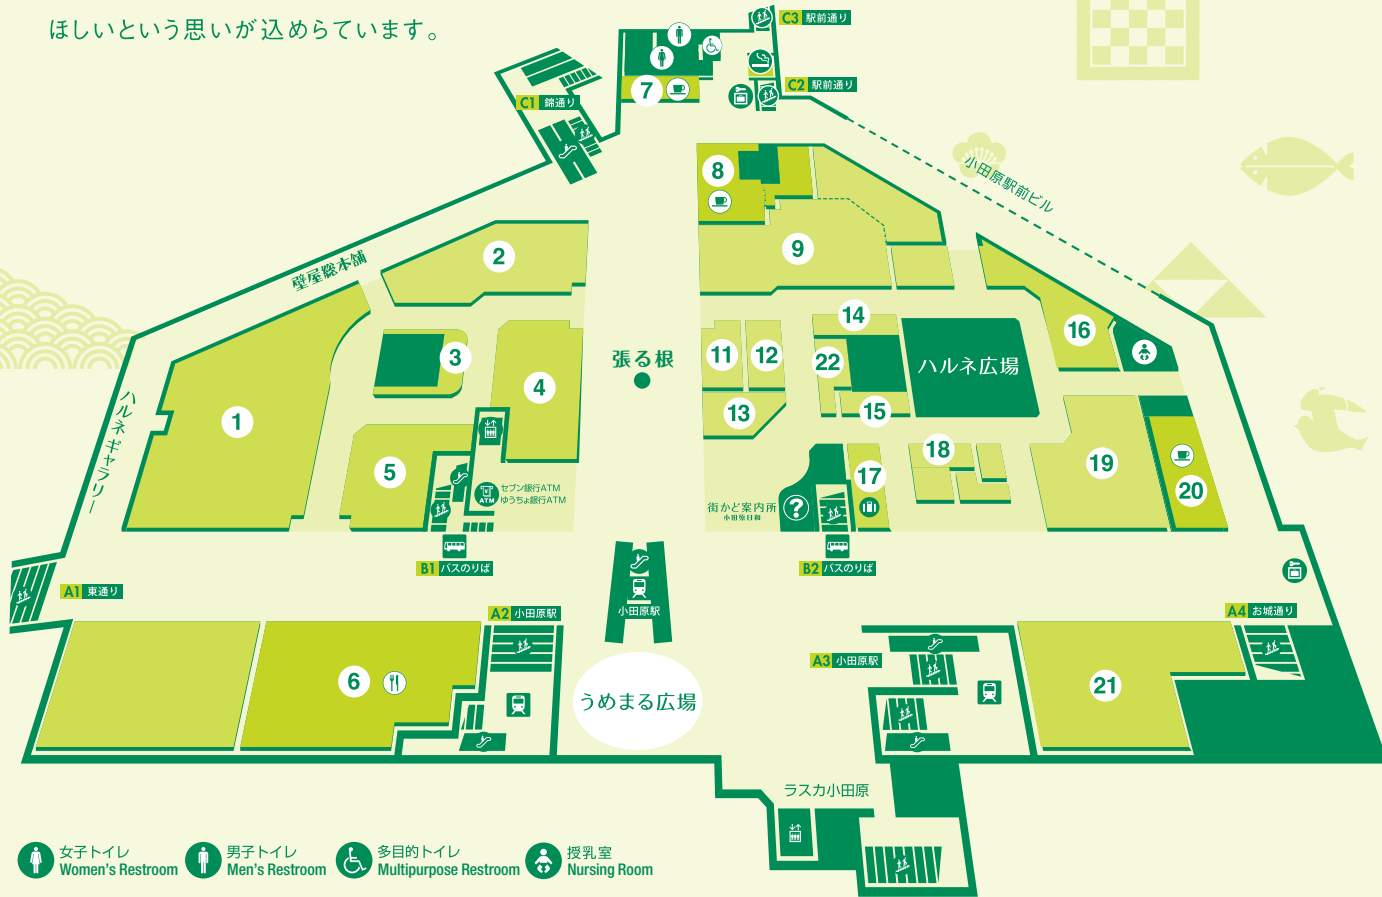 ほしいという思いが込めらています。
C3 駅前通り
C2 駅前通り
7
C1 錦通り
小田原駅前ビル
8
壁屋総本舗
2
9
14
16
3
張る根
11
12
22
ハルネ広場
4
ハルネギャラリー
1
13
15
18
19
5
セブン銀行ATM
ATM
ゆうちょ銀行ATM
17
街かど案内所
小田原日和
?
20
B1 バスのりば
B2 バスのりば
A1 東通り
A2 小田原駅
小田原駅
A4 お城通り
A3 小田原駅
6
21
うめまる広場
ラスカ小田原
女子トイレ
Women's Restroom
男子トイレ
Men's Restroom
多目的トイレ
Multipurpose Restroom
授乳室
Nursing Room